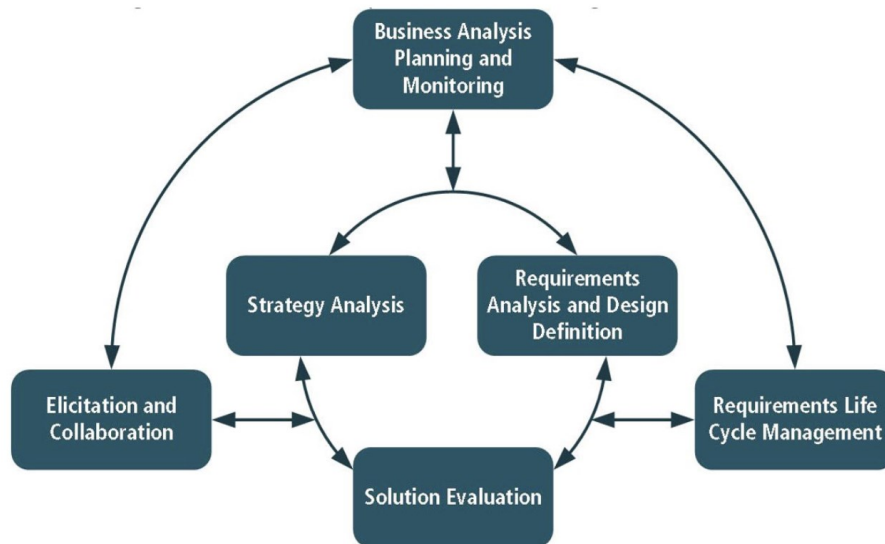 Business Analysis
Planning and
Monitoring
Strategy Analysis
Requirements
Analysis and Design
Definition
Elicitation and
Collaboration
Requirements Life
Cycle Management
Solution Evaluation